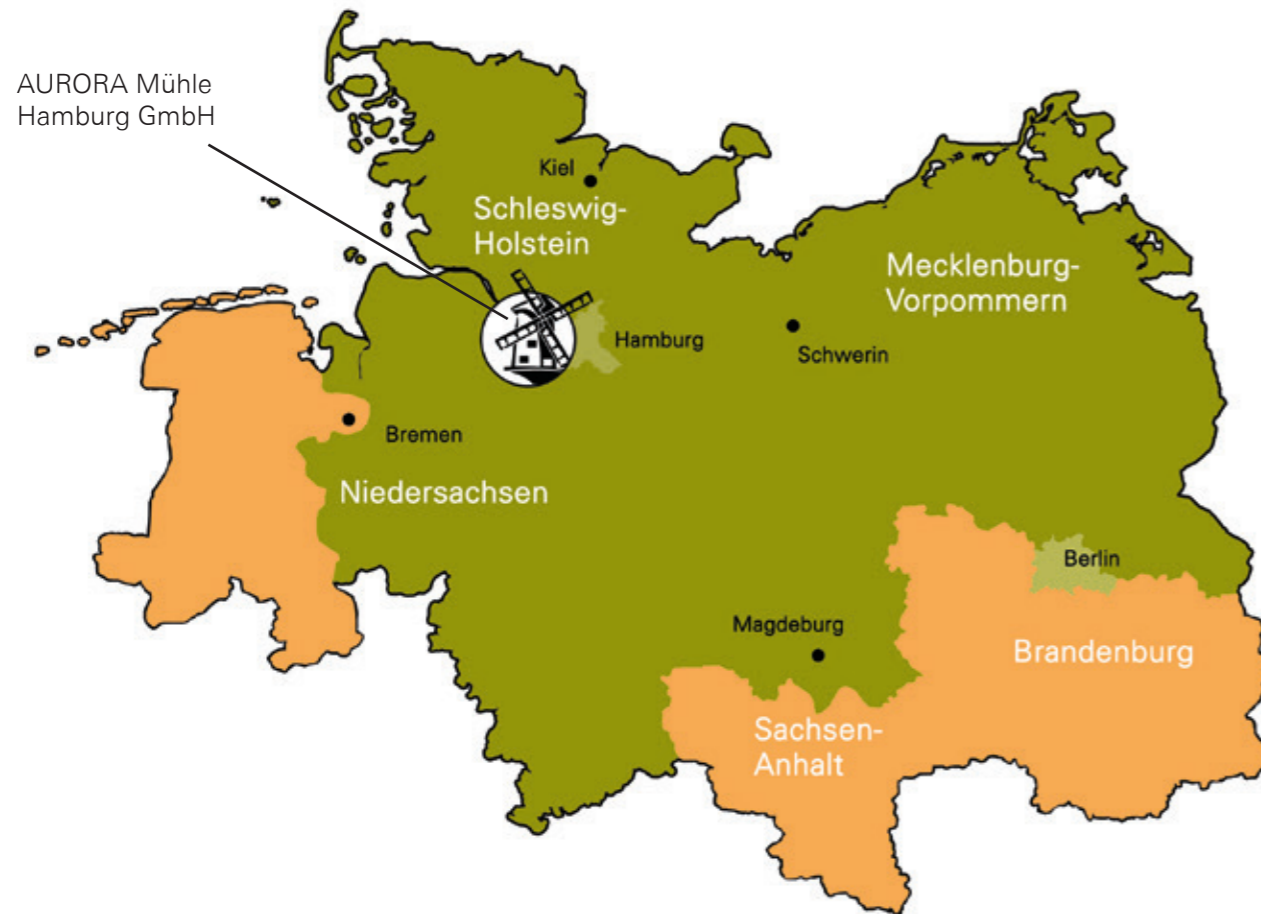 AURORA Mühle
Hamburg GmbH
Kiel
Schleswig-
Holstein
Mecklenburg-
Vorpommern
Hamburg
Schwerin
Bremen
Niedersachsen
Berlin
Magdeburg
Brandenburg
Sachsen-
Anhalt